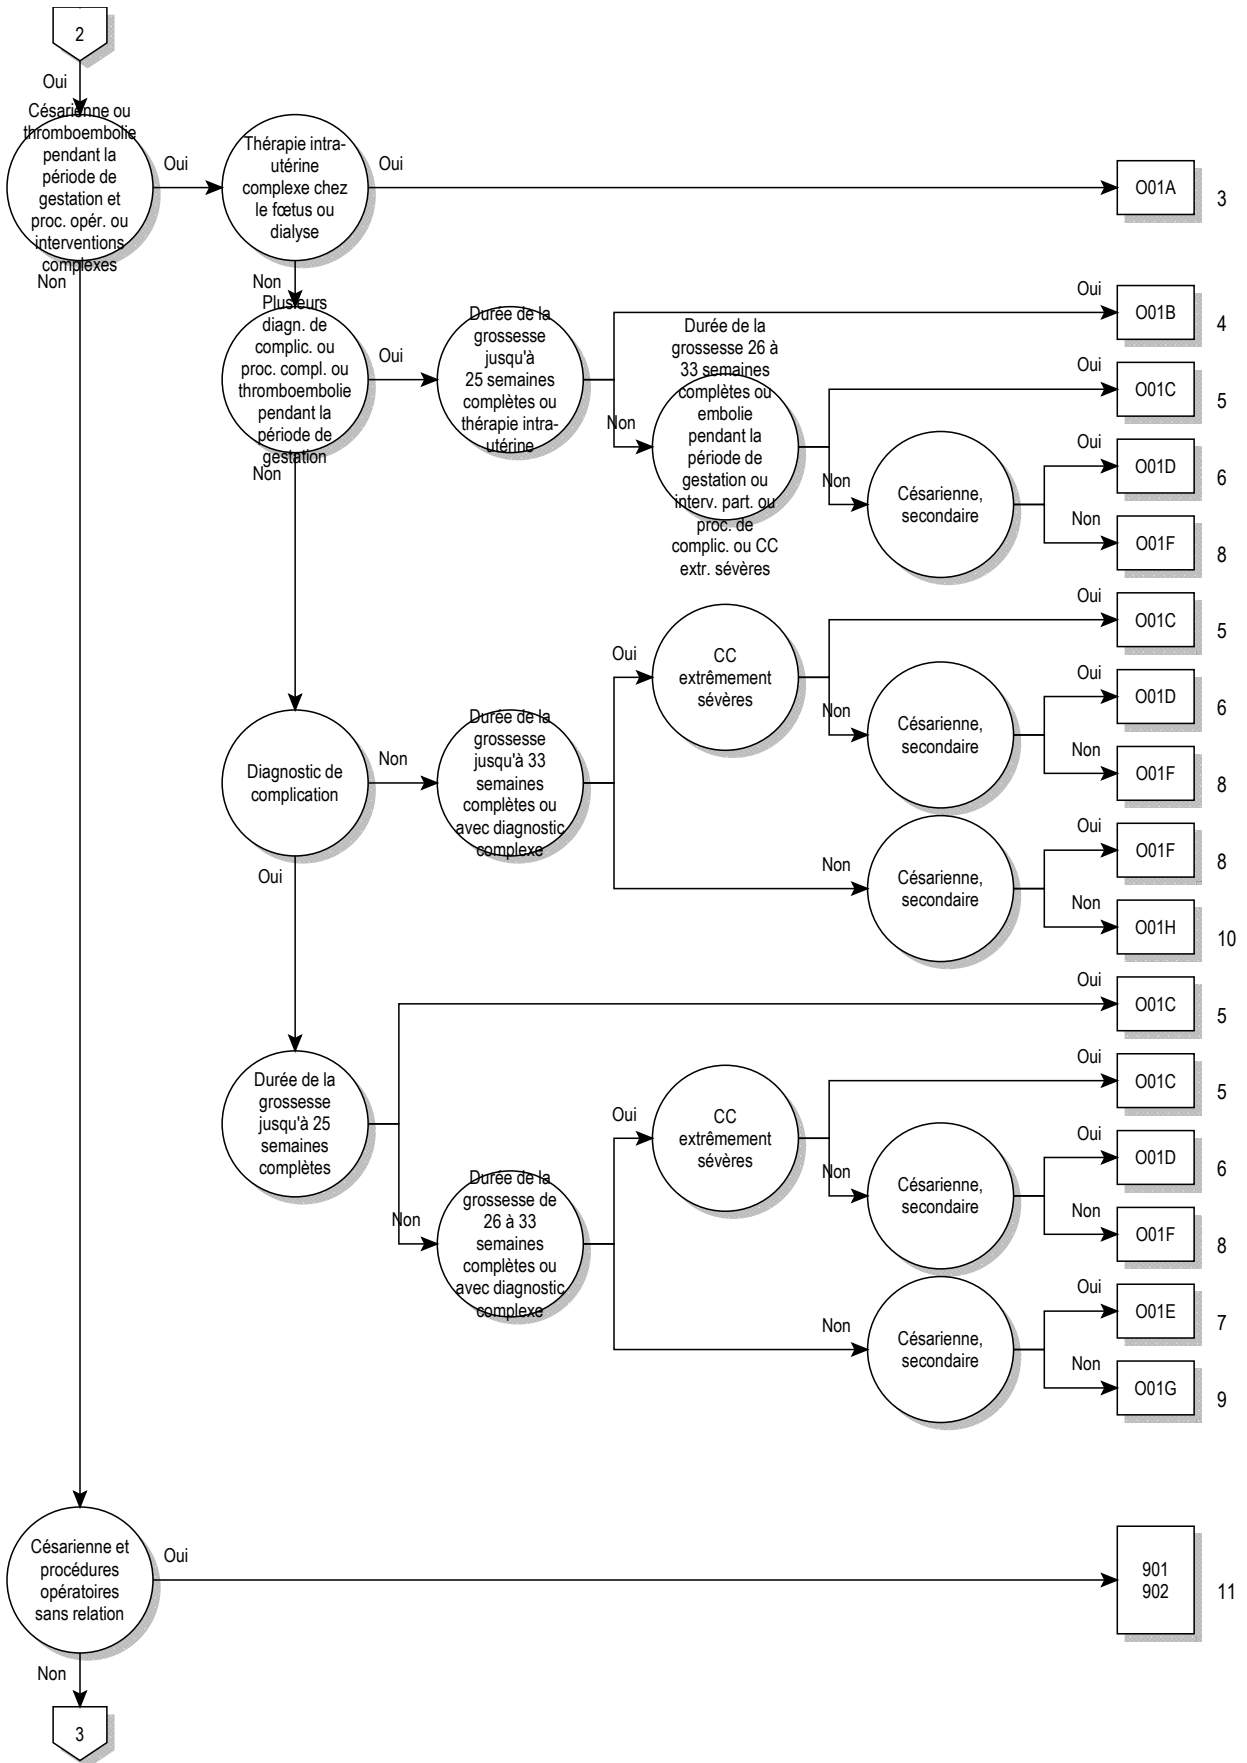 2
Oui
Césarienne ou
thromboembolie
pendant la
période de
gestation et
proc. opér. ou
interventions
complexes
Oui
Non
Thérapie intra-
utérine
complexe chez
le fœtus ou
dialyse
Oui
O01A
3
Non
Plusieurs
diagn. de
complic. ou
proc. compl. ou
thromboembolie
pendant la
période de
gestation
Oui
Non
Durée de la
grossesse
jusqu'à
25 semaines
complètes ou
thérapie intra-
utérine
Oui
O01B
4
Non
Durée de la
grossesse 26 à
33 semaines
complètes ou
embolie
pendant la
période de
gestation ou
interv. part. ou
proc. de
complic. ou CC
extr. sévères
Oui
O01C
5
Non
Césarienne,
secondaire
Oui
O01D
6
Non
O01F
8
Diagnostic de
complication
Non
Oui
Durée de la
grossesse
jusqu'à 33
semaines
complètes ou
avec diagnostic
complexe
Oui
CC
extrêmement
sévères
Oui
O01C
5
Non
Césarienne,
secondaire
Oui
O01D
6
Non
O01F
8
Non
Césarienne,
secondaire
Oui
O01F
8
Non
O01H
10
Durée de la
grossesse
jusqu'à 25
semaines
complètes
Oui
O01C
5
Non
Durée de la
grossesse de
26 à 33
semaines
complètes ou
avec diagnostic
complexe
Oui
CC
extrêmement
sévères
Oui
O01C
5
Non
Césarienne,
secondaire
Oui
O01D
6
Non
O01F
8
Non
Césarienne,
secondaire
Oui
O01E
7
Non
O01G
9
Césarienne et
procédures
opératoires
sans relation
Oui
901
902
11
Non
3